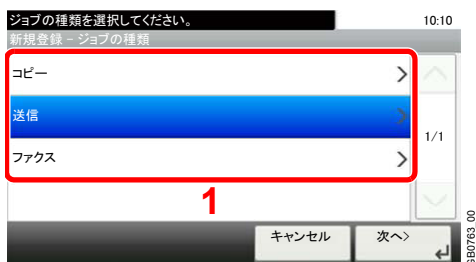 ジョブの種類を選択してください。 10:10
新規登録 - ジョブの種類
コピー
送信
1/1
ファクス
1
キャンセル 次へ>
GB0763_00